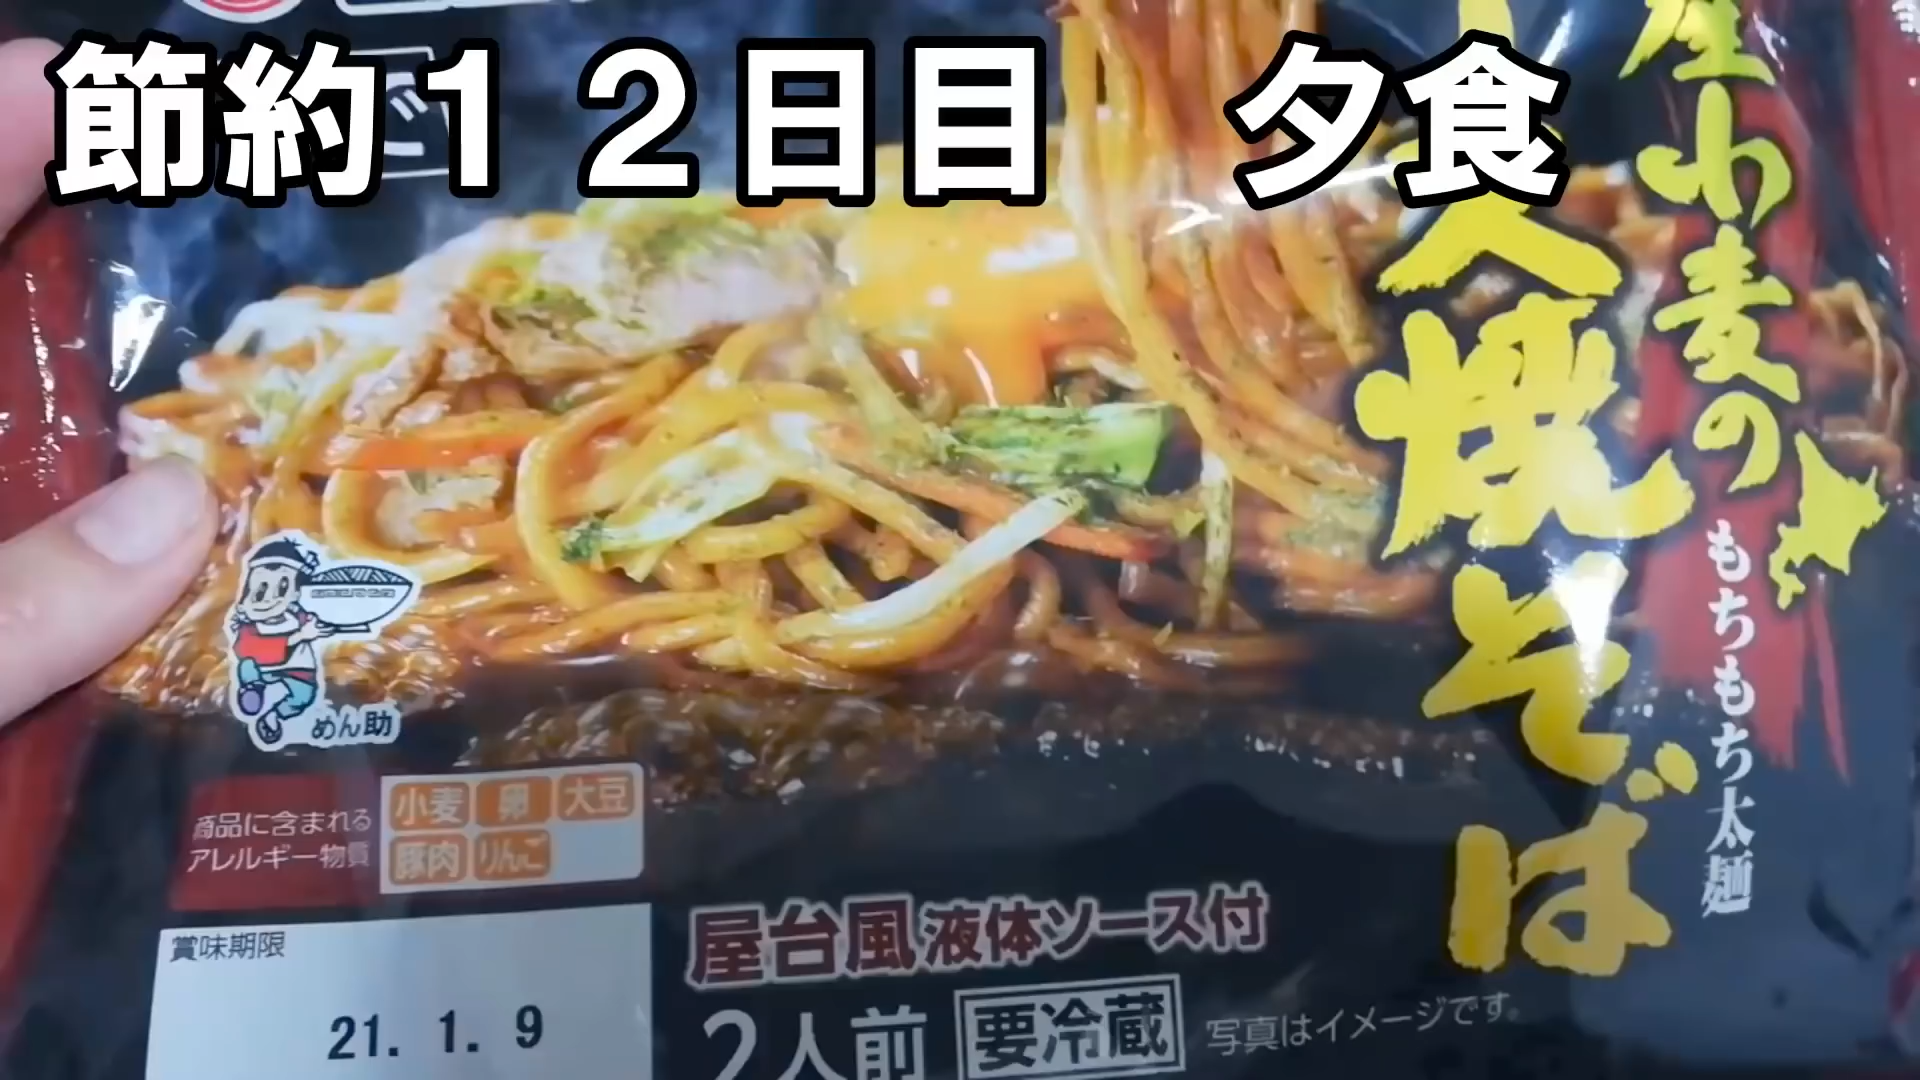 節約１２日目　夕食
産小麦の
焼そば
もちもち太麺
めん助
商品に含まれる
アレルギー物質
小麦 卵 大豆
豚肉 りんご
賞味期限
21. 1. 9
屋台風液体ソース付
2人前 要冷蔵 写真はイメージです。